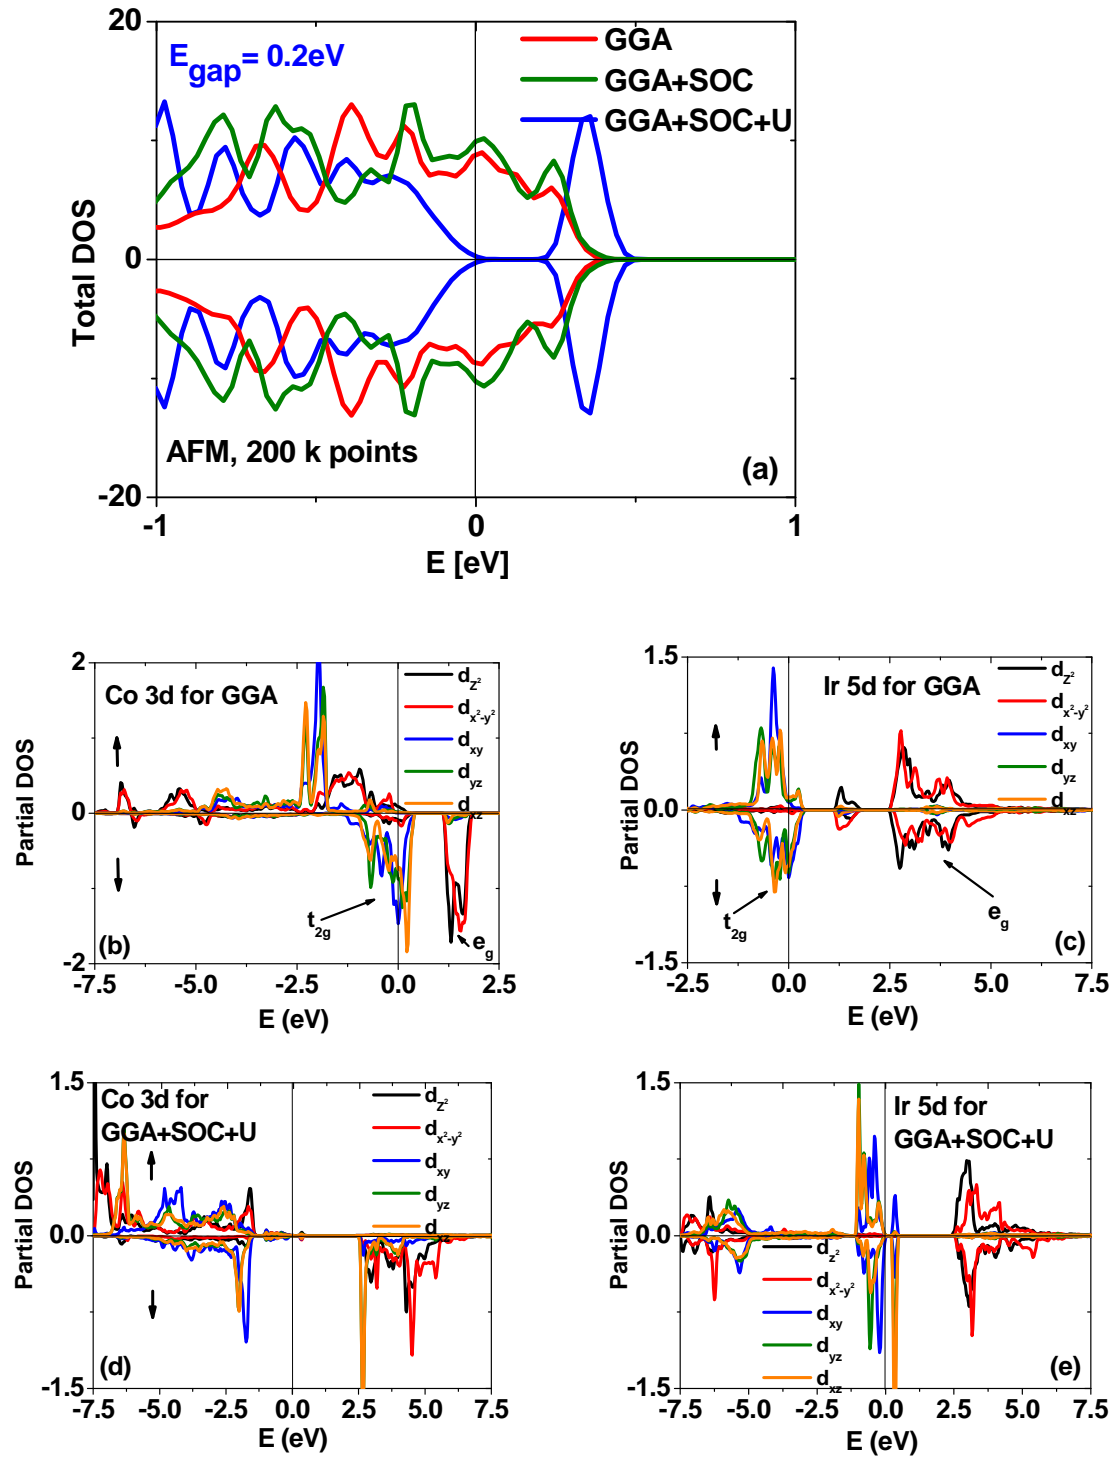 20
E_gap = 0.2eV
GGA
GGA+SOC
GGA+SOC+U
Total DOS
0
AFM, 200 k points
(a)
-20
-1 0 1
E [eV]
2
Co 3d for GGA
d_z²
d_x²-y²
d_xy
d_yz
d_xz
Partial DOS
0
t_2g
e_g
(b)
-2
-7.5 -5.0 -2.5 0.0 2.5
E (eV)
1.5
Ir 5d for GGA
d_z²
d_x²-y²
d_xy
d_yz
d_xz
Partial DOS
0.0
t_2g
e_g
(c)
-1.5
-2.5 0.0 2.5 5.0 7.5
E (eV)
1.5
Co 3d for
GGA+SOC+U
d_z²
d_x²-y²
d_xy
d_yz
d
Partial DOS
0.0
(d)
-1.5
-7.5 -5.0 -2.5 0.0 2.5 5.0 7.5
E (eV)
1.5
Ir 5d for
GGA+SOC+U
Partial DOS
0.0
d_z²
d_x²-y²
d_xy
d_yz
d_xz
(e)
-1.5
-7.5 -5.0 -2.5 0.0 2.5 5.0 7.5
E (eV)